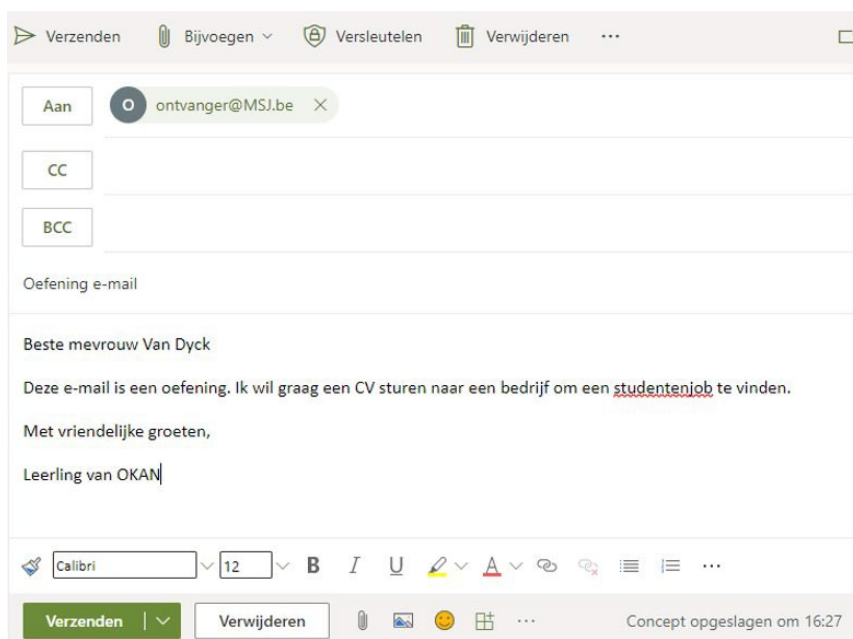 Verzenden Bijvoegen Versleutelen Verwijderen ...
Aan O ontvanger@MSJ.be
CC
BCC
Oefening e-mail
Beste mevrouw Van Dyck
Deze e-mail is een oefening. Ik wil graag een CV sturen naar een bedrijf om een studentenjob te vinden.
Met vriendelijke groeten,
Leerling van OKAN
Calibri 12 B I U A ...
Verzenden Verwijderen ... Concept opgeslagen om 16:27